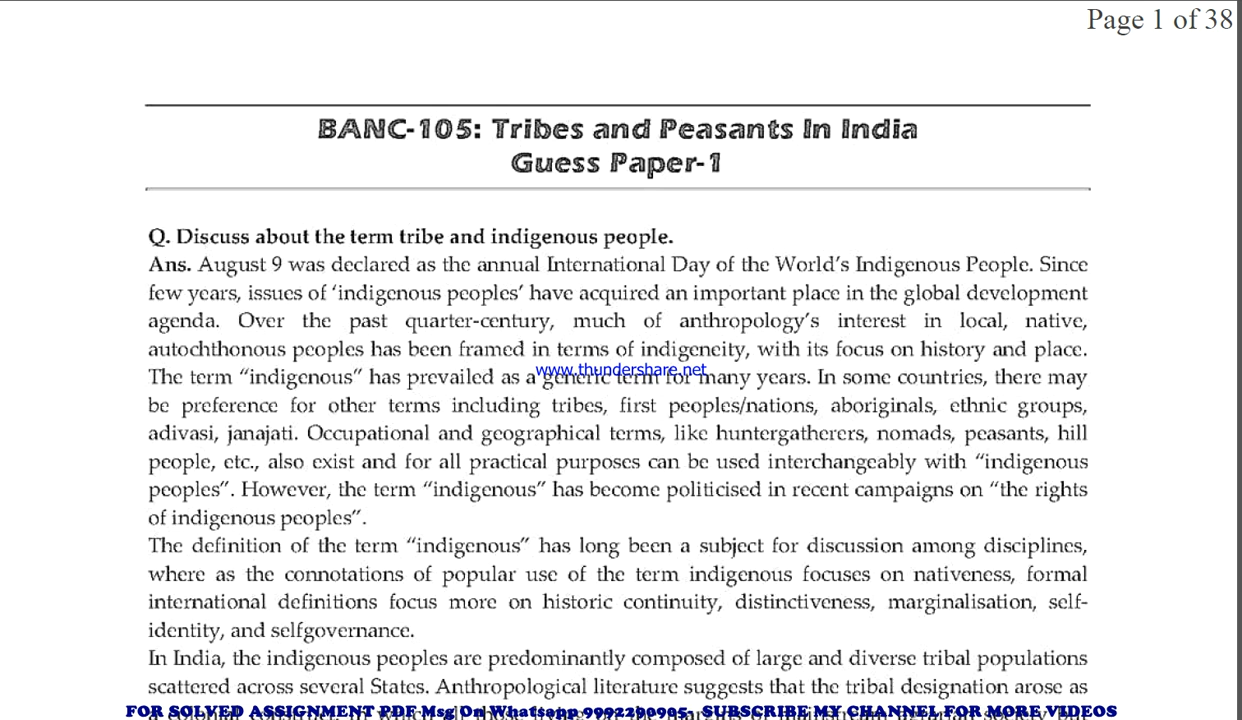 Page 1 of 38
BANC-105: Tribes and Peasants In India
Guess Paper-1
Q. Discuss about the term tribe and indigenous people.
Ans. August 9 was declared as the annual International Day of the World's Indigenous People. Since
few years, issues of 'indigenous peoples' have acquired an important place in the global development
agenda. Over the past quarter-century, much of anthropology's interest in local, native,
autochthonous peoples has been framed in terms of indigeneity, with its focus on history and place.
www.thundershare.net
The term "indigenous" has prevailed as a generic term for many years. In some countries, there may
be preference for other terms including tribes, first peoples/nations, aboriginals, ethnic groups,
adivasi, janajati. Occupational and geographical terms, like huntergatherers, nomads, peasants, hill
people, etc., also exist and for all practical purposes can be used interchangeably with "indigenous
peoples". However, the term "indigenous" has become politicised in recent campaigns on "the rights
of indigenous peoples".
The definition of the term "indigenous" has long been a subject for discussion among disciplines,
where as the connotations of popular use of the term indigenous focuses on nativeness, formal
international definitions focus more on historic continuity, distinctiveness, marginalisation, self-
identity, and selfgovernance.
In India, the indigenous peoples are predominantly composed of large and diverse tribal populations
scattered across several States. Anthropological literature suggests that the tribal designation arose as
FOR SOLVED ASSIGNMENT PDF Msg On Whatsapp 9992290905- SUBSCRIBE MY CHANNEL FOR MORE VIDEOS